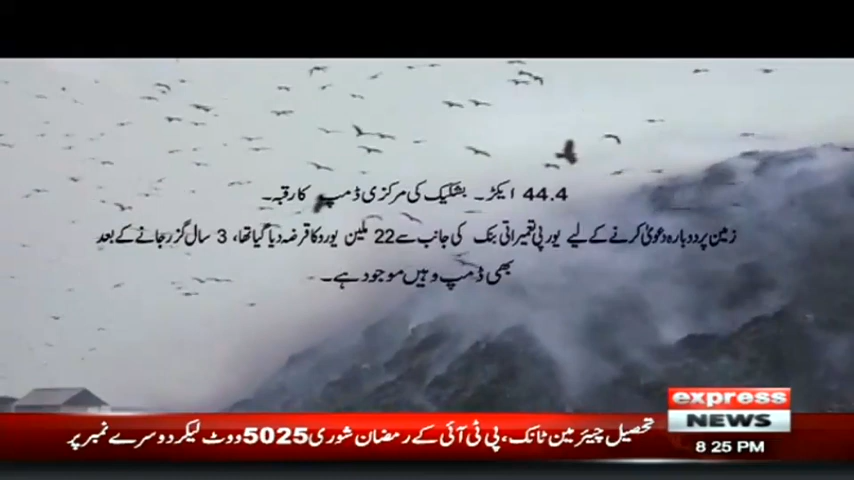 44.4 ایکڑ۔ بشکیک کی مرکزی ڈمپ کا رقبہ۔
زمین پر دوبارہ دعویٰ کرنے کے لیے یورپی تعمیراتی بنک کی جانب سے 22 ملین یورو کا قرضہ دیا گیا تھا، 3 سال گزر جانے کے بعد
بھی ڈمپ وہیں موجود ہے۔
express
NEWS
تحصیل چیئرمین ٹانک، پی ٹی آئی کے رمضان شوری 5025 ووٹ لیکر دوسرے نمبر پر
8:25 PM